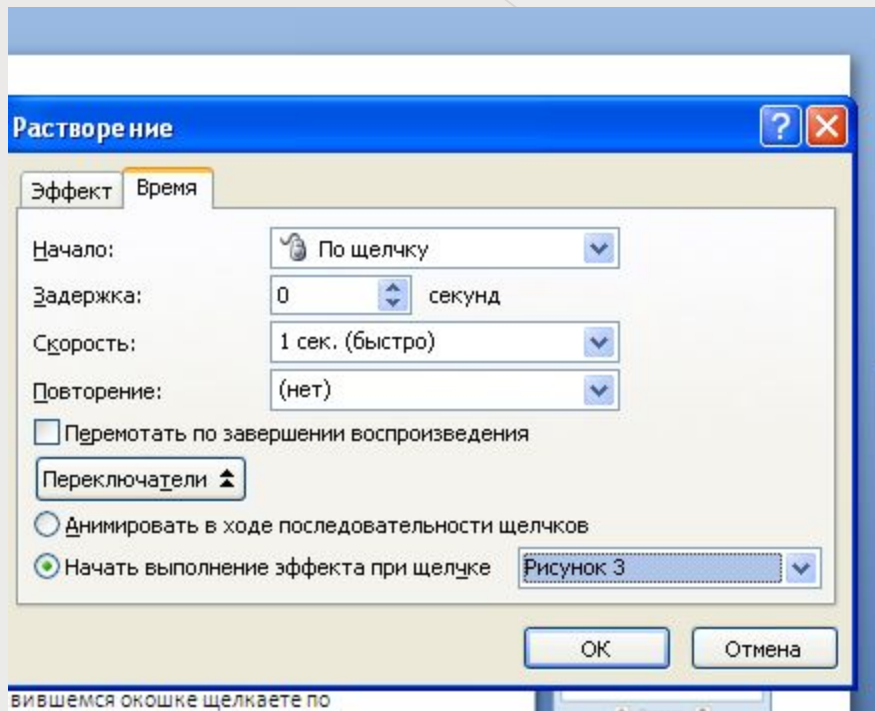 Растворение
Эффект Время
Начало: По щелчку
Задержка: 0 секунд
Скорость: 1 сек. (быстро)
Повторение: (нет)
Перемотать по завершении воспроизведения
Переключатели
Анимировать в ходе последовательности щелчков
Начать выполнение эффекта при щелчке Рисунок 3
ОК Отмена
вившемся окошке щелкаете по